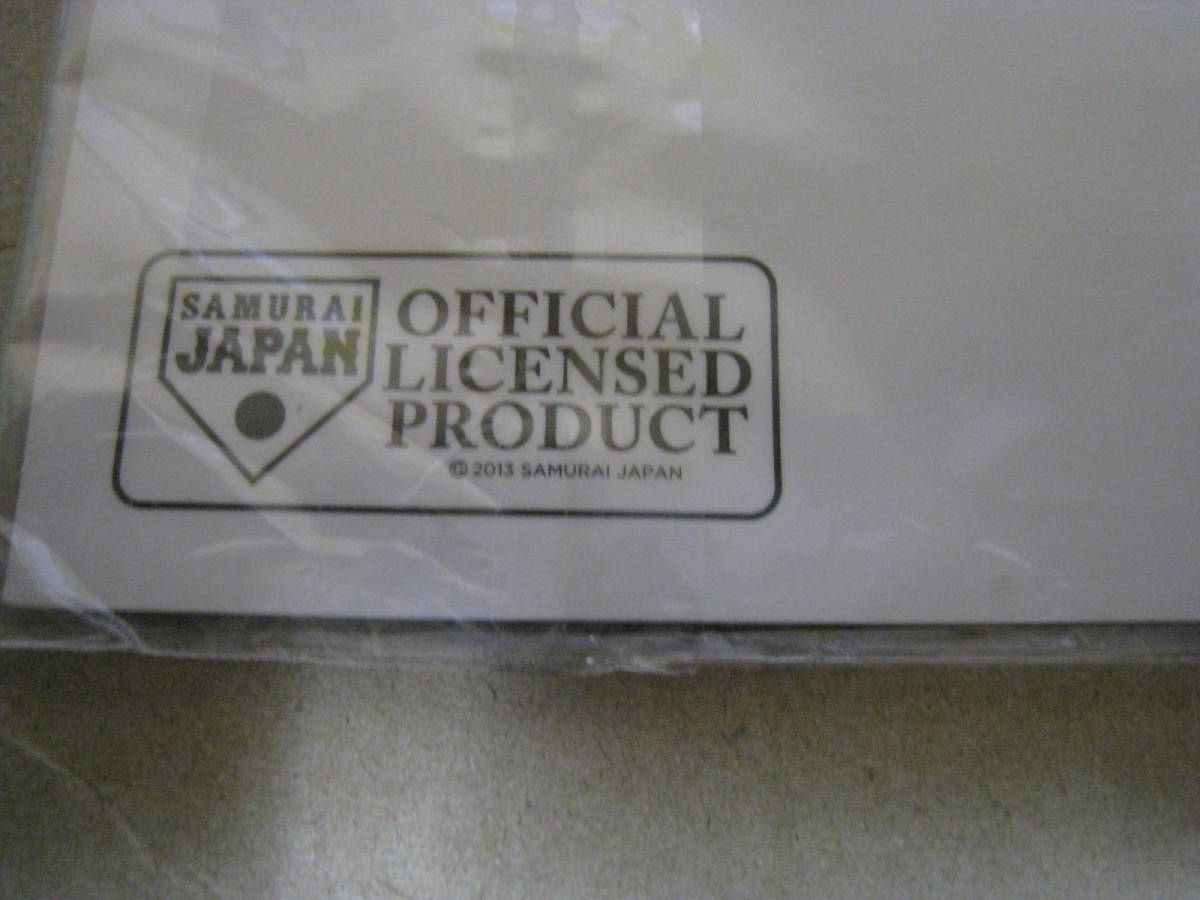 SAMURAI
JAPAN
OFFICIAL
LICENSED
PRODUCT
© 2013 SAMURAI JAPAN